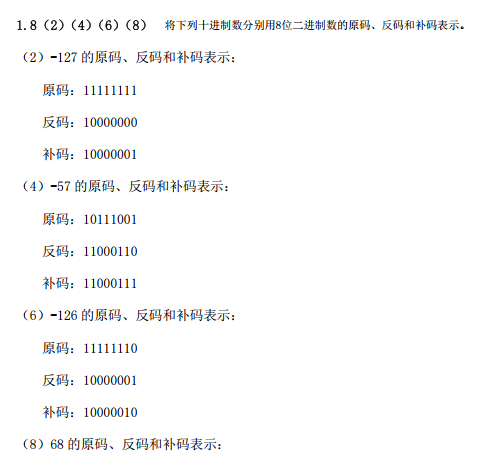 1.8（2）（4）（6）（8） 将下列十进制数分别用8位二进制数的原码、反码和补码表示。
（2）-127 的原码、反码和补码表示：
原码：11111111
反码：10000000
补码：10000001
（4）-57 的原码、反码和补码表示：
原码：10111001
反码：11000110
补码：11000111
（6）-126 的原码、反码和补码表示：
原码：11111110
反码：10000001
补码：10000010
（8）68 的原码、反码和补码表示：